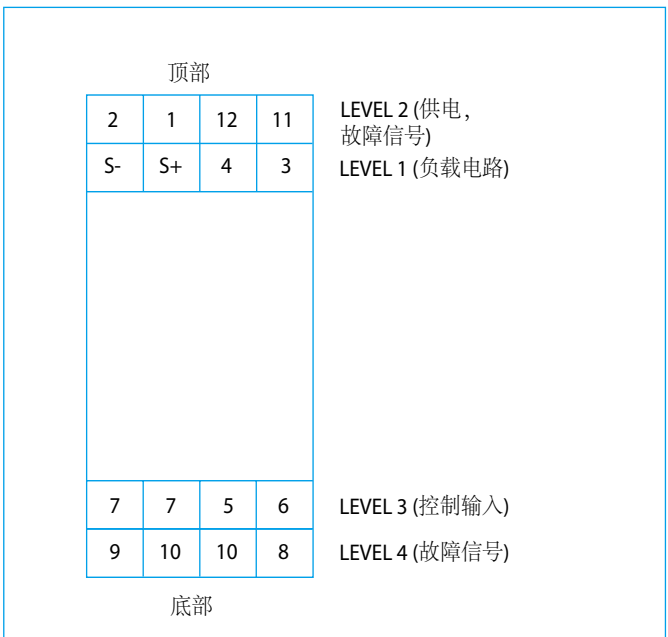 顶部
2 1 12 11 LEVEL 2 (供电,
故障信号)
S- S+ 4 3 LEVEL 1 (负载电路)
7 7 5 6 LEVEL 3 (控制输入)
9 10 10 8 LEVEL 4 (故障信号)
底部